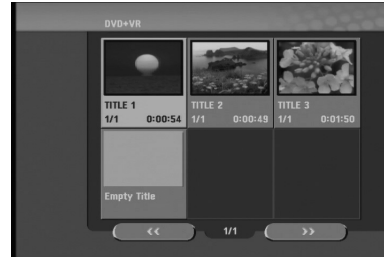 DVD+VR
TITLE 1
1/1 0:00:54
TITLE 2
1/1 0:00:49
TITLE 3
1/1 0:01:50
Empty Title
<< 1/1 >>